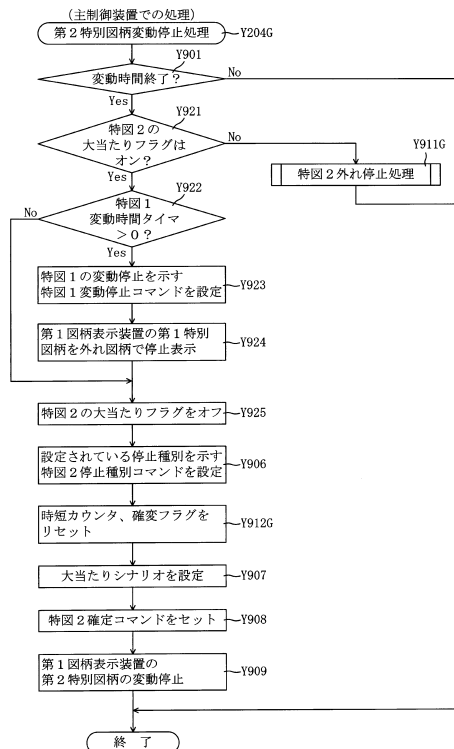 (主制御装置での処理)
第2特別図柄変動停止処理
Y204G
Y901
変動時間終了?
No
Yes
Y921
特図2の
大当たりフラグは
オン?
No
Y911G
特図2外れ停止処理
Yes
Y922
特図1
変動時間タイマ
>0?
No
Yes
特図1の変動停止を示す
特図1変動停止コマンドを設定
Y923
第1図柄表示装置の第1特別
図柄を外れ図柄で停止表示
Y924
特図2の大当たりフラグをオフ
Y925
設定されている停止種別を示す
特図2停止種別コマンドを設定
Y906
時短カウンタ、確変フラグを
リセット
Y912G
大当たりシナリオを設定
Y907
特図2確定コマンドをセット
Y908
第1図柄表示装置の
第2特別図柄の変動停止
Y909
終 了